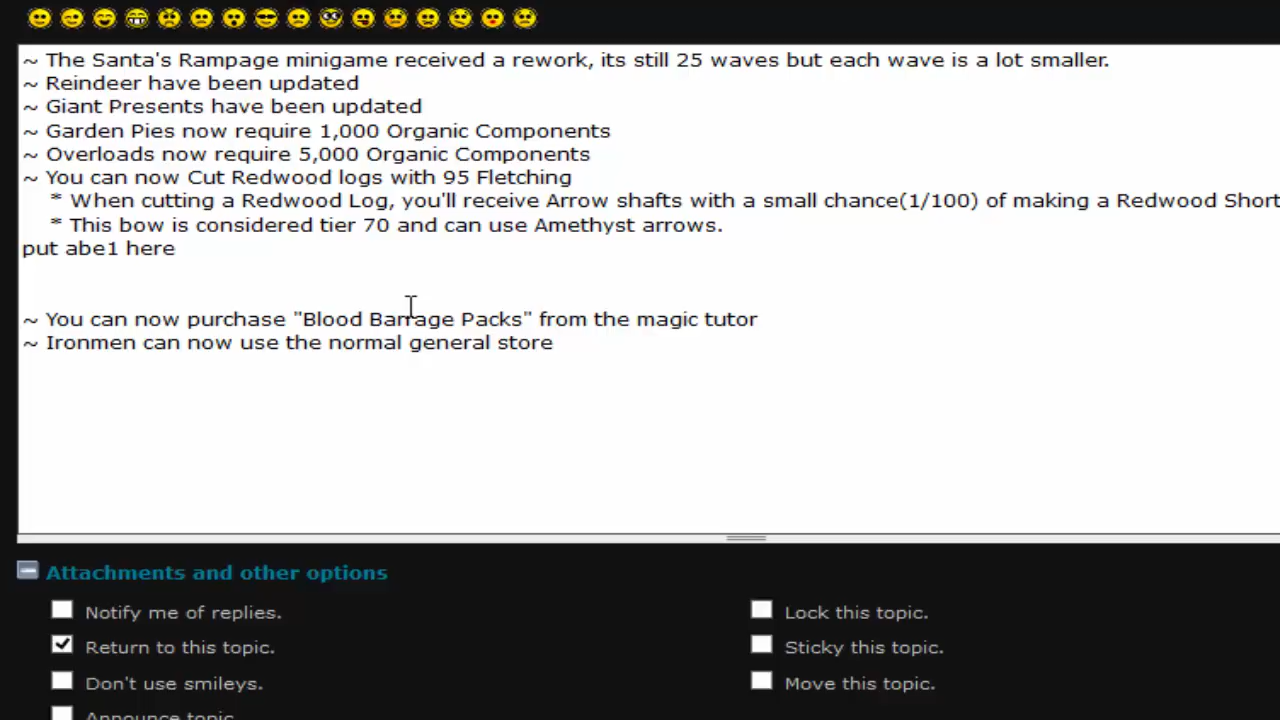 ~ The Santa's Rampage minigame received a rework, its still 25 waves but each wave is a lot smaller.
~ Reindeer have been updated
~ Giant Presents have been updated
~ Garden Pies now require 1,000 Organic Components
~ Overloads now require 5,000 Organic Components
~ You can now Cut Redwood logs with 95 Fletching
* When cutting a Redwood Log, you'll receive Arrow shafts with a small chance(1/100) of making a Redwood Short
* This bow is considered tier 70 and can use Amethyst arrows.
put abe1 here
~ You can now purchase "Blood Barrage Packs" from the magic tutor
~ Ironmen can now use the normal general store
Attachments and other options
Notify me of replies.
Lock this topic.
Return to this topic.
Sticky this topic.
Don't use smileys.
Move this topic.
Announce topic